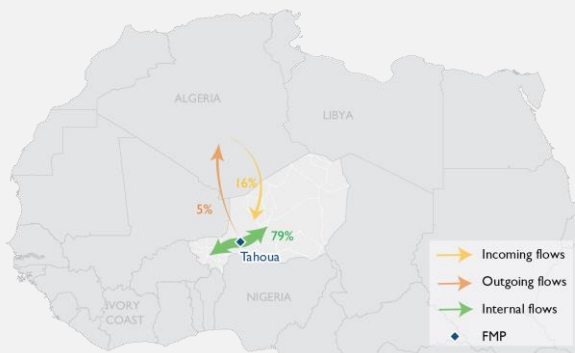 ALGERIA
LIBYA
16%
5%
79%
Tahoua
NIGERIA
IVORY
COAST
Incoming flows
Outgoing flows
Internal flows
FMP